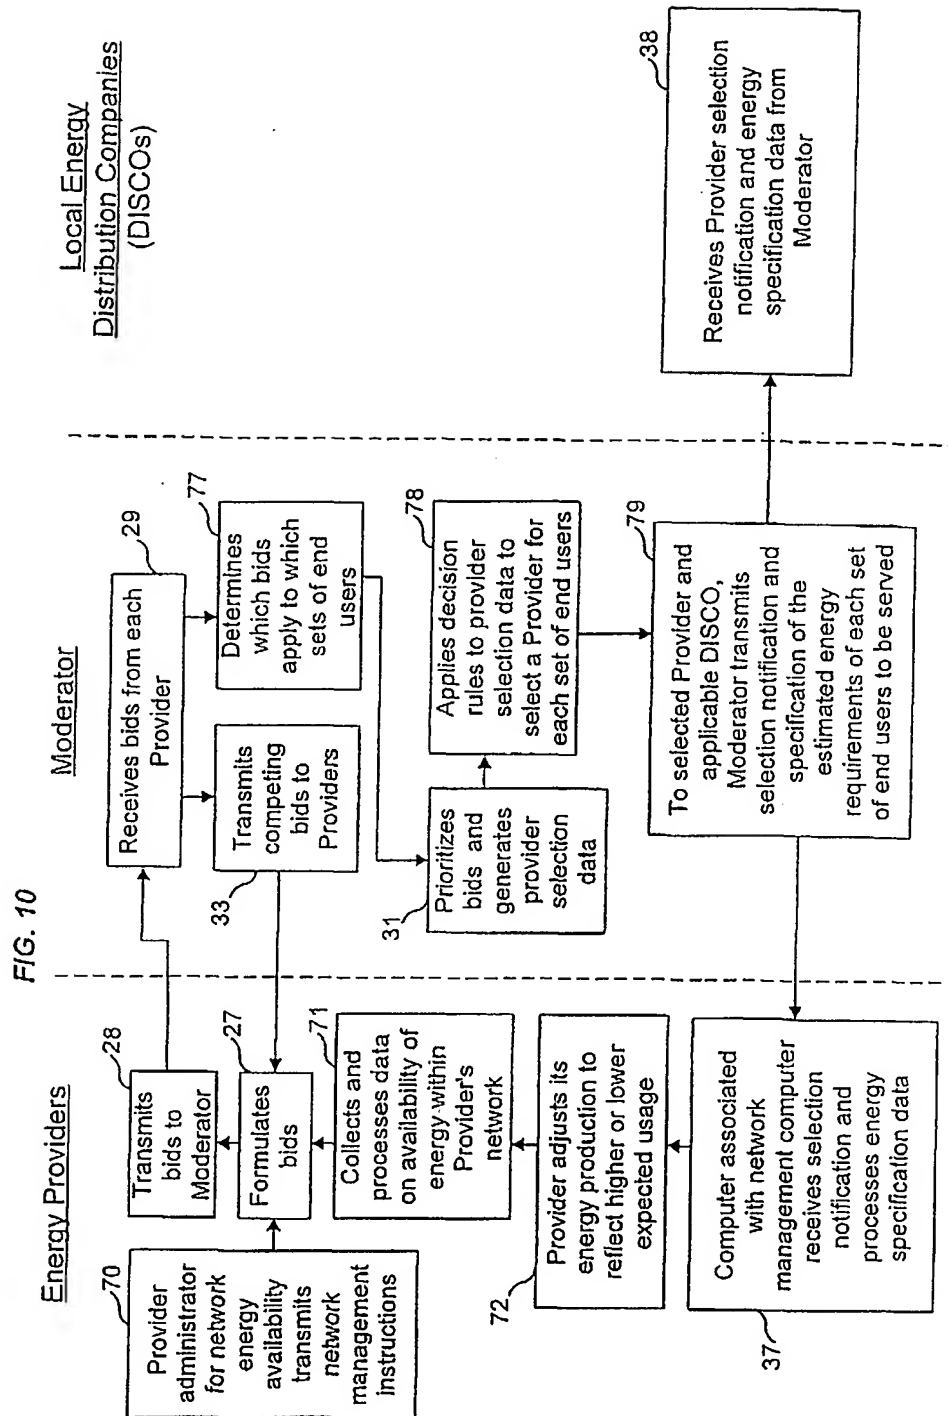 FIG. 10
Energy Providers
Moderator
Local Energy
Distribution Companies
(DISCOs)
70
Provider
administrator
for network
energy
availability
transmits
network
management
instructions
28
Transmits
bids to
Moderator
27
Formulates
bids
71
Collects and
processes data
on availability of
energy within
Provider's
network
72
Provider adjusts its
energy production to
reflect higher or lower
expected usage
37
Computer associated
with network
management computer
receives selection
notification and
processes energy
specification data
29
Receives bids from each
Provider
33
Transmits
competing
bids to
Providers
77
Determines
which bids
apply to which
sets of end
users
31
Prioritizes
bids and
generates
provider
selection
data
78
Applies decision
rules to provider
selection data to
select a Provider for
each set of end users
79
To selected Provider and
applicable DISCO,
Moderator transmits
selection notification and
specification of the
estimated energy
requirements of each set
of end users to be served
38
Receives Provider selection
notification and energy
specification data from
Moderator